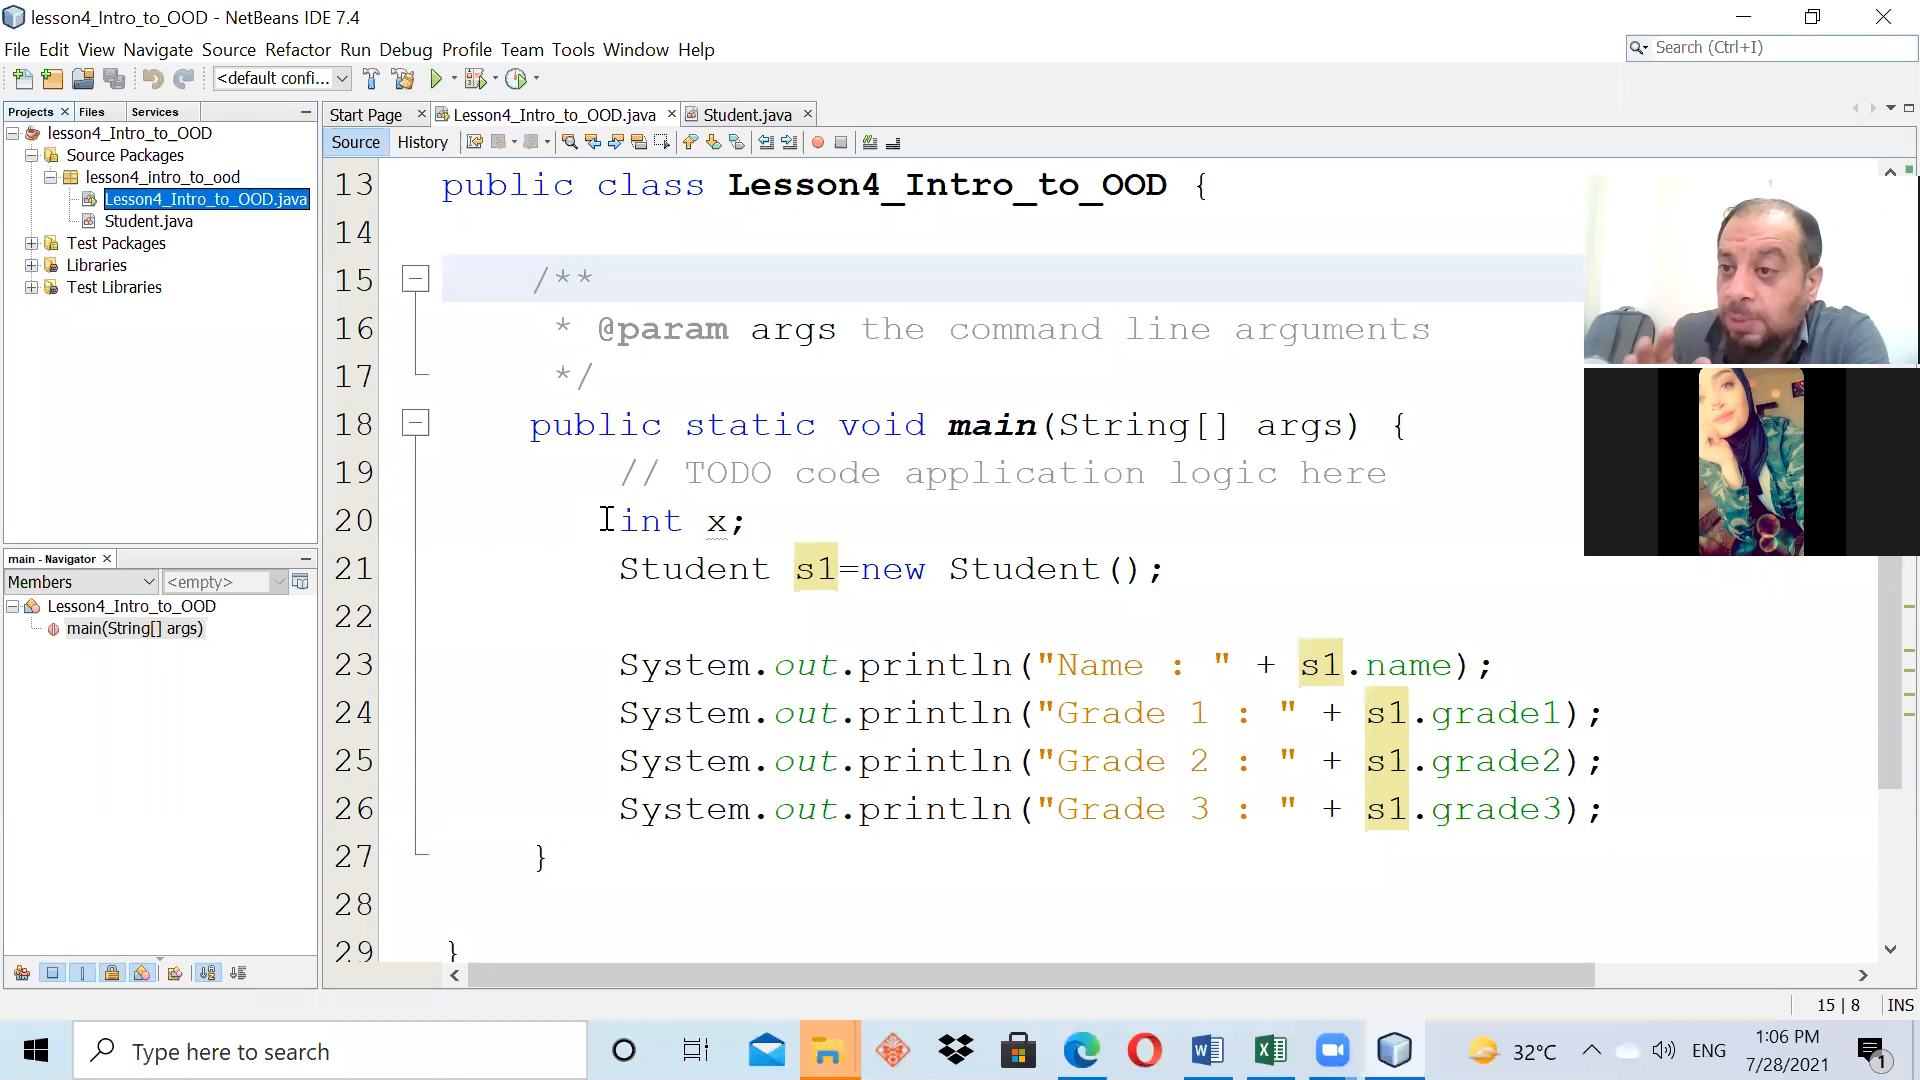 lesson4_Intro_to_OOD - NetBeans IDE 7.4
File Edit View Navigate Source Refactor Run Debug Profile Team Tools Window Help
Search (Ctrl+I)
<default confi...
Projects Files Services
Start Page Lesson4_Intro_to_OOD.java Student.java
Source History
lesson4_Intro_to_OOD
Source Packages
lesson4_intro_to_ood
Lesson4_Intro_to_OOD.java
Student.java
Test Packages
Libraries
Test Libraries
main - Navigator
Members <empty>
Lesson4_Intro_to_OOD
main(String[] args)
13 public class Lesson4_Intro_to_OOD {
14
15 /**
16 * @param args the command line arguments
17 */
18 public static void main(String[] args) {
19 // TODO code application logic here
20 int x;
21 Student s1=new Student();
22
23 System.out.println("Name : " + s1.name);
24 System.out.println("Grade 1 : " + s1.grade1);
25 System.out.println("Grade 2 : " + s1.grade2);
26 System.out.println("Grade 3 : " + s1.grade3);
27 }
28
29 }
15 | 8 INS
Type here to search
32°C
ENG
1:06 PM
7/28/2021
1